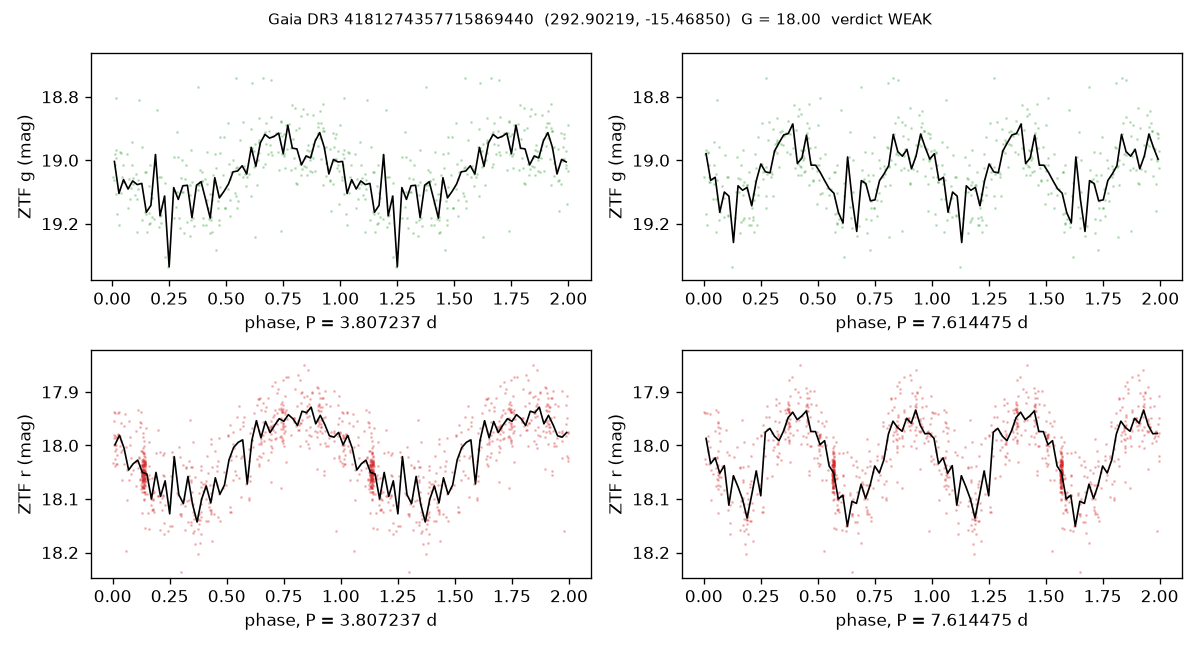 Gaia DR3 4181274357715869440  (292.90219, -15.46850)  G = 18.00  verdict WEAK
ZTF g (mag)
18.8
19.0
19.2
0.00 0.25 0.50 0.75 1.00 1.25 1.50 1.75 2.00
phase, P = 3.807237 d
ZTF g (mag)
18.8
19.0
19.2
0.00 0.25 0.50 0.75 1.00 1.25 1.50 1.75 2.00
phase, P = 7.614475 d
ZTF r (mag)
17.9
18.0
18.1
18.2
0.00 0.25 0.50 0.75 1.00 1.25 1.50 1.75 2.00
phase, P = 3.807237 d
ZTF r (mag)
17.9
18.0
18.1
18.2
0.00 0.25 0.50 0.75 1.00 1.25 1.50 1.75 2.00
phase, P = 7.614475 d